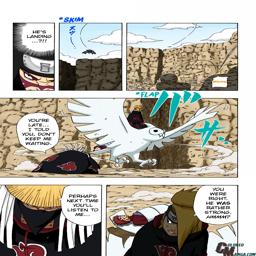 HE'S
LANDING
...?!!
SKIM
FLAP
YOU'RE
LATE...
I TOLD
YOU, DON'T
KEEP ME
WAITING.
PERHAPS
NEXT TIME
YOU'LL
LISTEN TO
ME...
YOU
WERE
RIGHT.
HE WAS
RATHER
STRONG,
HMMM?